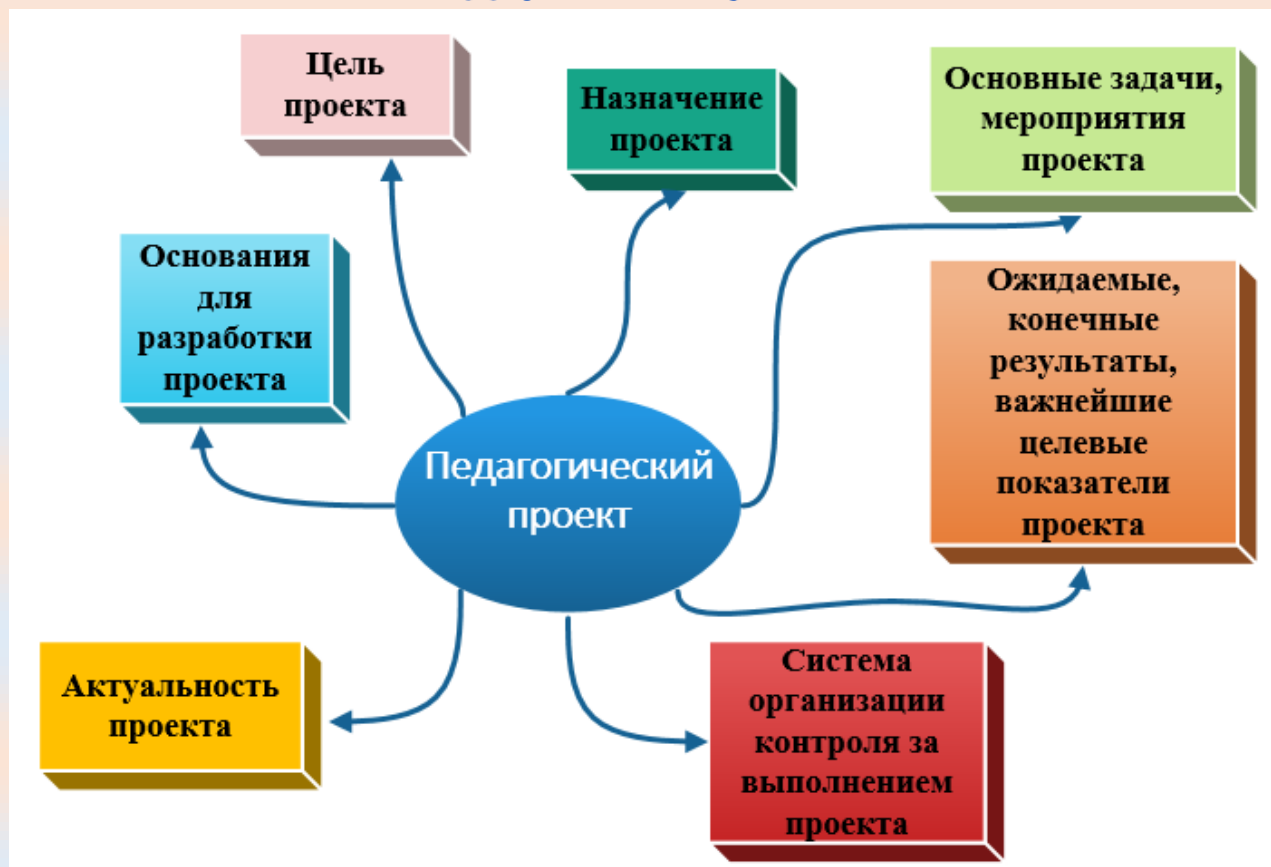 Цель
проекта
Назначение
проекта
Основные задачи,
мероприятия
проекта
Основания
для
разработки
проекта
Ожидаемые,
конечные
результаты,
важнейшие
целевые
показатели
проекта
Педагогический
проект
Актуальность
проекта
Система
организации
контроля за
выполнением
проекта